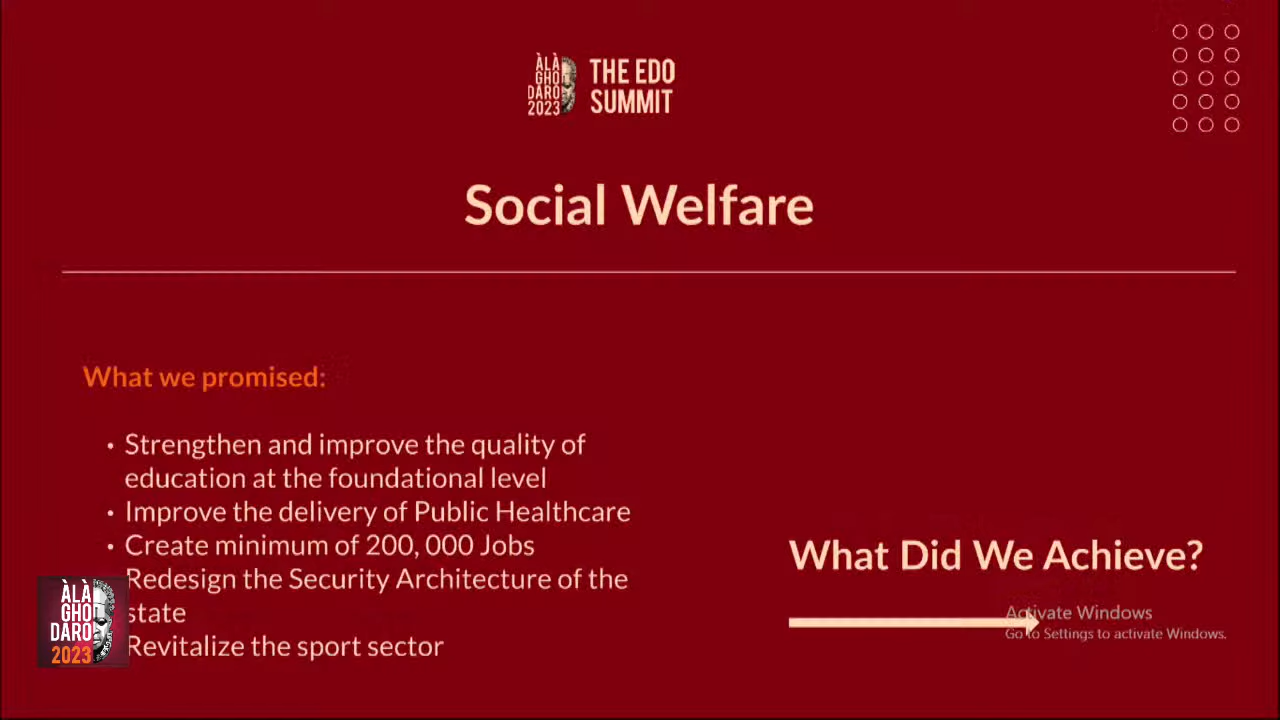 ÀLÀ
GHO
DARO
2023
THE EDO
SUMMIT
Social Welfare
What we promised:
• Strengthen and improve the quality of
education at the foundational level
• Improve the delivery of Public Healthcare
• Create minimum of 200, 000 Jobs
Redesign the Security Architecture of the
state
Revitalize the sport sector
What Did We Achieve?
Activate Windows
Go to Settings to activate Windows.
ÀLÀ
GHO
DARO
2023